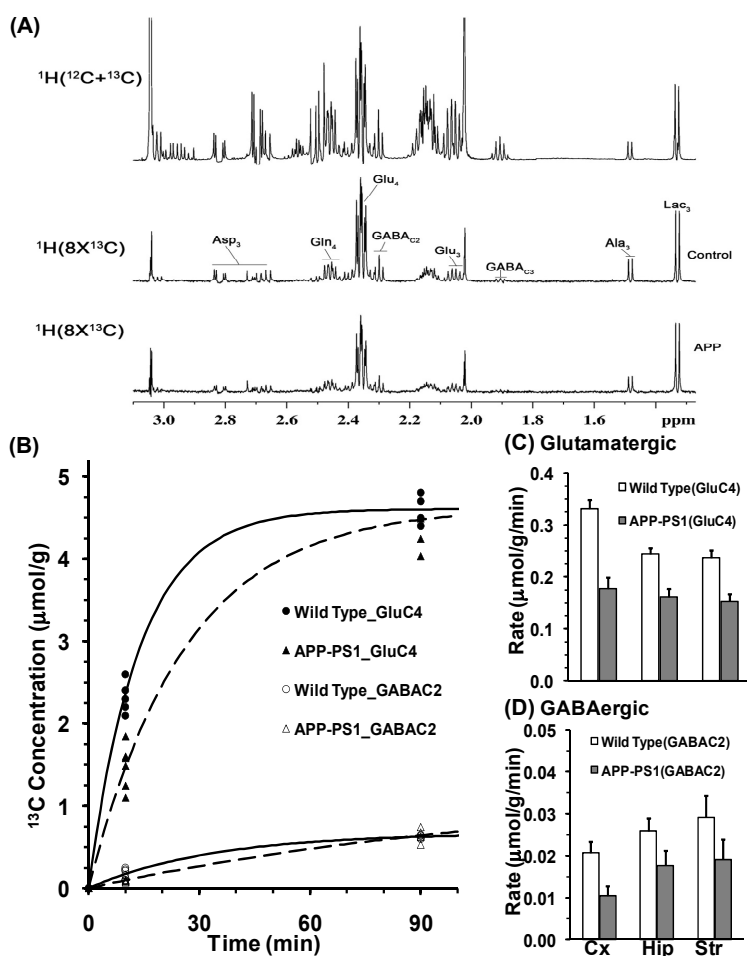 (A)
¹H(¹²C+¹³C)
Glu₄
¹H(8X¹³C)
Asp₃
Gln₄
GABA_C2
Glu₃
GABA_C3
Ala₃
Lac₃
Control
¹H(8X¹³C)
APP
3.0 2.8 2.6 2.4 2.2 2.0 1.9 1.6 ppm
(B)
¹³C Concentration (µmol/g)
5
4
3
2
1
0
Wild Type_GluC4
APP-PS1_GluC4
Wild Type_GABAC2
APP-PS1_GABAC2
0 30 60 90
Time (min)
(C) Glutamatergic
Rate (µmol/g/min)
0.4
0.3
0.2
0.1
0.0
Wild Type(GluC4)
APP-PS1(GluC4)
(D) GABAergic
Rate (µmol/g/min)
0.05
0.04
0.03
0.02
0.01
0.00
Wild Type(GABAC2)
APP-PS1(GABAC2)
Cx Hip Str